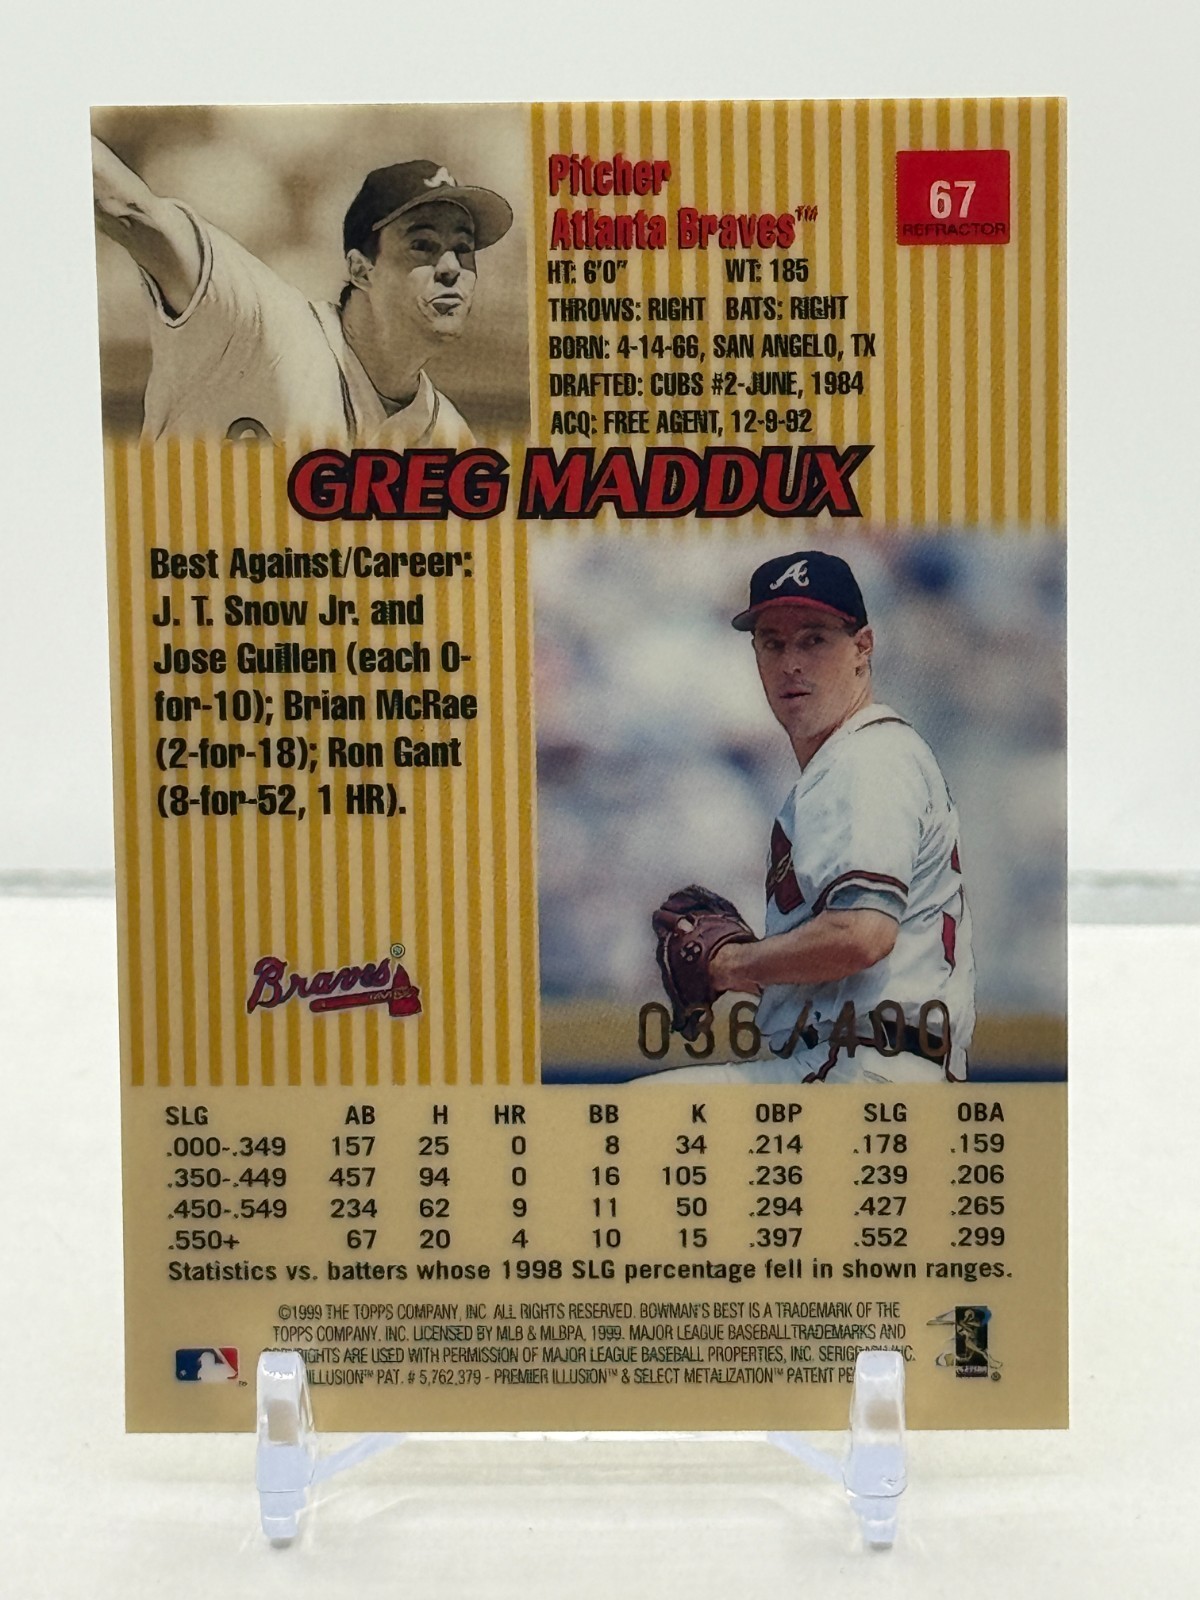 Pitcher
Atlanta Braves™
67
REFRACTOR
HT: 6'0" WT: 185
THROWS: RIGHT BATS: RIGHT
BORN: 4-14-66, SAN ANGELO, TX
DRAFTED: CUBS #2-JUNE, 1984
ACQ: FREE AGENT, 12-9-92
GREG MADDUX
Best Against/Career:
J. T. Snow Jr. and
Jose Guillen (each 0-
for-10); Brian McRae
(2-for-18); Ron Gant
(8-for-52, 1 HR).
A
Braves®
036/400
SLG AB H HR BB K OBP SLG OBA
.000-.349 157 25 0 8 34 .214 .178 .159
.350-.449 457 94 0 16 105 .236 .239 .206
.450-.549 234 62 9 11 50 .294 .427 .265
.550+ 67 20 4 10 15 .397 .552 .299
Statistics vs. batters whose 1998 SLG percentage fell in shown ranges.
©1999 THE TOPPS COMPANY, INC. ALL RIGHTS RESERVED. BOWMAN'S BEST IS A TRADEMARK OF THE
TOPPS COMPANY, INC. LICENSED BY MLB & MLBPA, 1999. MAJOR LEAGUE BASEBALL TRADEMARKS AND
ARE USED WITH PERMISSION OF MAJOR LEAGUE BASEBALL PROPERTIES, INC.
ILLUSION™ PAT. # 5,762,379 - PREMIER ILLUSION™ & SELECT METALIZATION™ PATENT